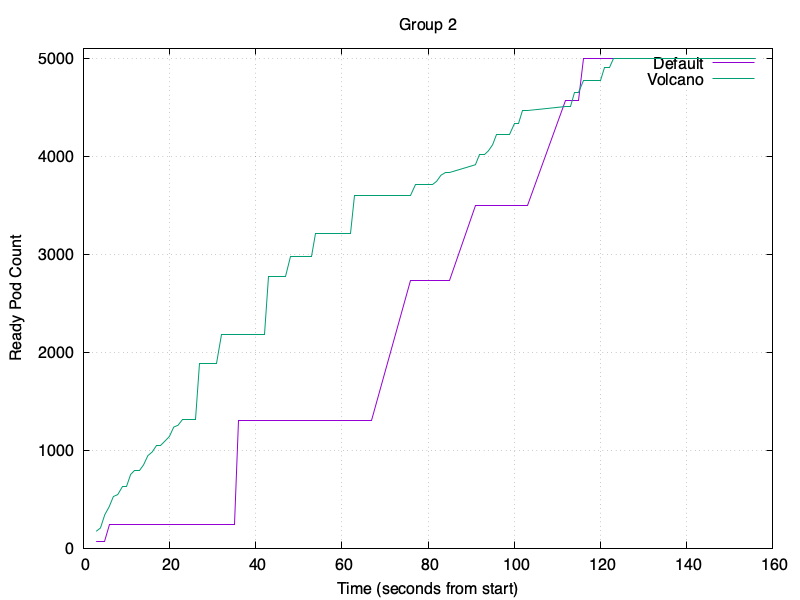 Group 2
5000
4000
3000
2000
1000
0
Ready Pod Count
Default
Volcano
0 20 40 60 80 100 120 140 160
Time (seconds from start)